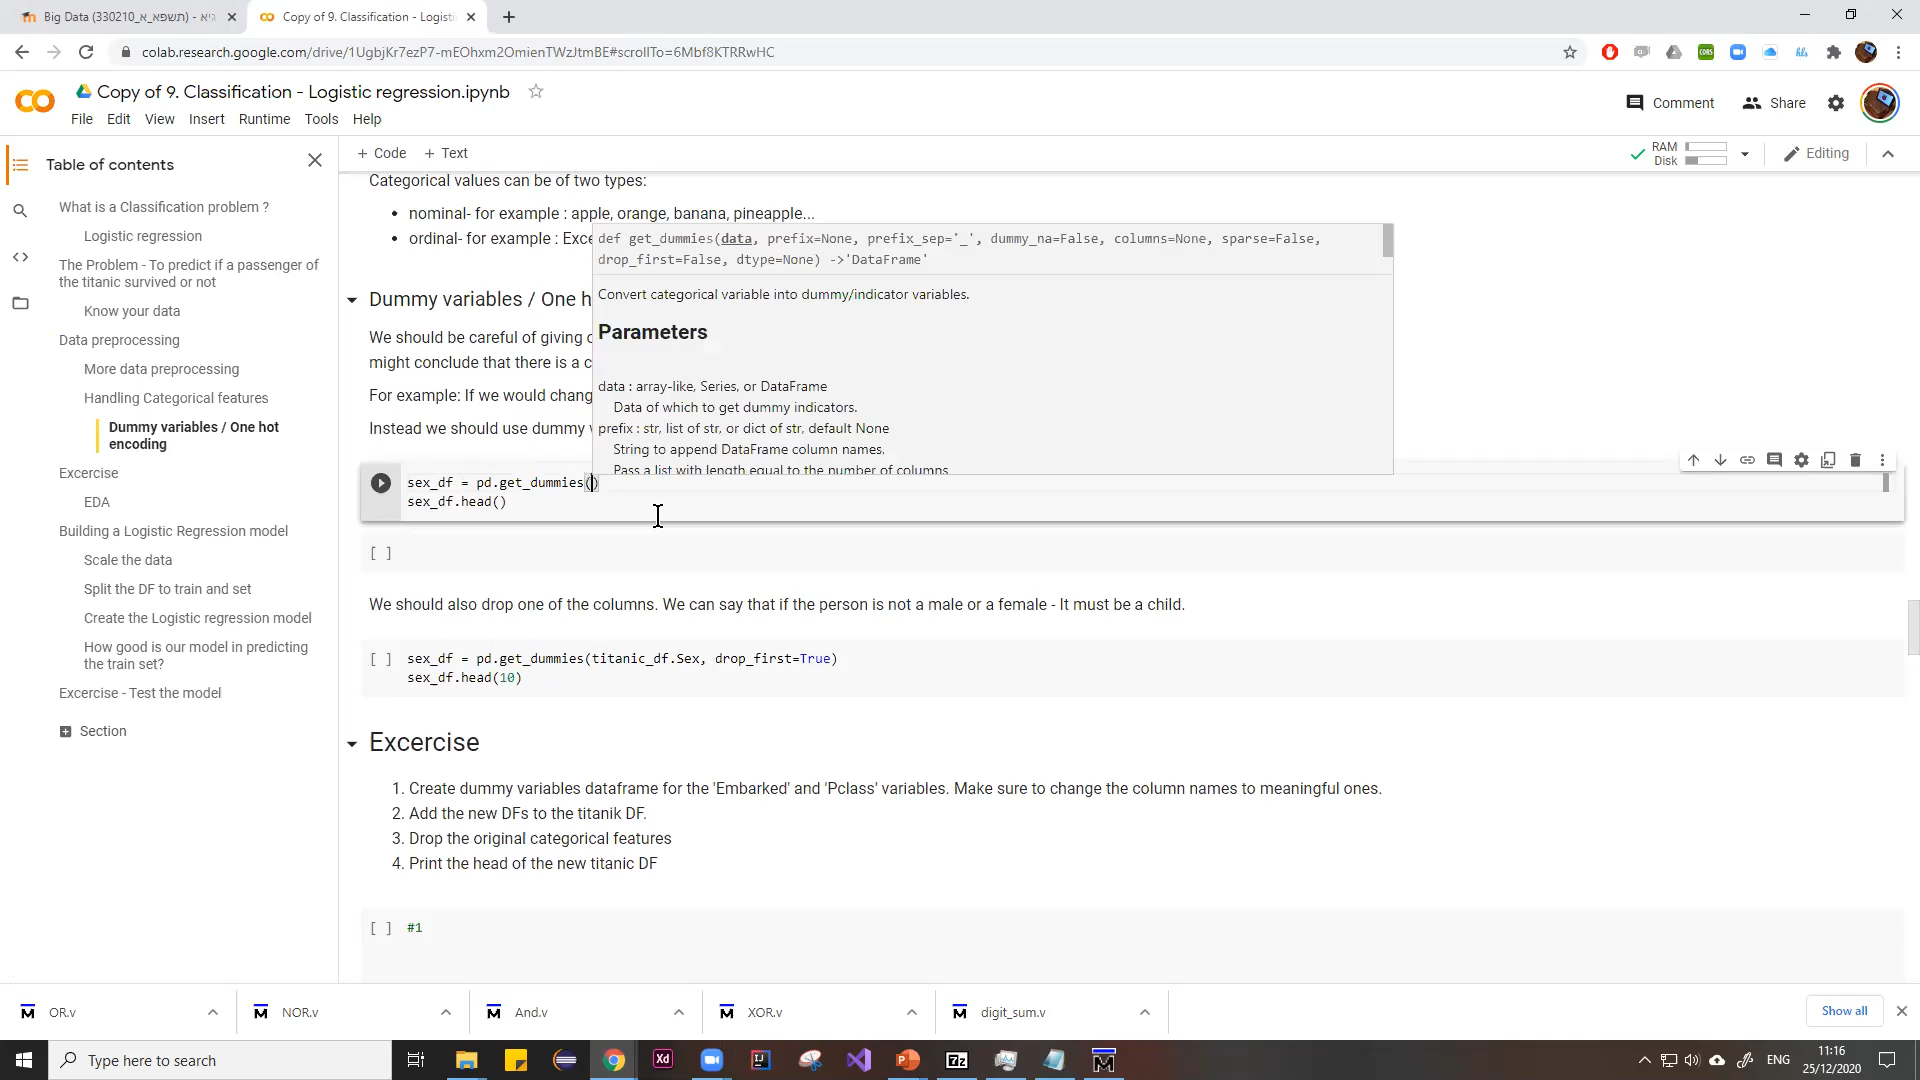 Big Data (330210_תשפא_א) - גיא
Copy of 9. Classification - Logisti
colab.research.google.com/drive/1UgbjKr7ezP7-mEOhxm2OmienTWzJtmBE#scrollTo=6Mbf8KTRRwHC
Copy of 9. Classification - Logistic regression.ipynb
Comment
Share
File Edit View Insert Runtime Tools Help
Table of contents
+ Code + Text
RAM
Disk
Editing
What is a Classification problem ?
Logistic regression
The Problem - To predict if a passenger of
the titanic survived or not
Know your data
Data preprocessing
More data preprocessing
Handling Categorical features
Dummy variables / One hot
encoding
Excercise
EDA
Building a Logistic Regression model
Scale the data
Split the DF to train and set
Create the Logistic regression model
How good is our model in predicting
the train set?
Excercise - Test the model
Section
Categorical values can be of two types:
• nominal- for example : apple, orange, banana, pineapple...
• ordinal- for example : Exce
def get_dummies(data, prefix=None, prefix_sep='_', dummy_na=False, columns=None, sparse=False,
drop_first=False, dtype=None) ->'DataFrame'
Convert categorical variable into dummy/indicator variables.
Parameters
data : array-like, Series, or DataFrame
Data of which to get dummy indicators.
prefix : str, list of str, or dict of str, default None
String to append DataFrame column names.
Pass a list with length equal to the number of columns
Dummy variables / One h
We should be careful of giving
might conclude that there is a c
For example: If we would chang
Instead we should use dummy
sex_df = pd.get_dummies()
sex_df.head()
[ ]
We should also drop one of the columns. We can say that if the person is not a male or a female - It must be a child.
[ ] sex_df = pd.get_dummies(titanic_df.Sex, drop_first=True)
sex_df.head(10)
Excercise
1. Create dummy variables dataframe for the 'Embarked' and 'Pclass' variables. Make sure to change the column names to meaningful ones.
2. Add the new DFs to the titanik DF.
3. Drop the original categorical features
4. Print the head of the new titanic DF
[ ] #1
OR.v
NOR.v
And.v
XOR.v
digit_sum.v
Show all
Type here to search
ENG
11:16
25/12/2020